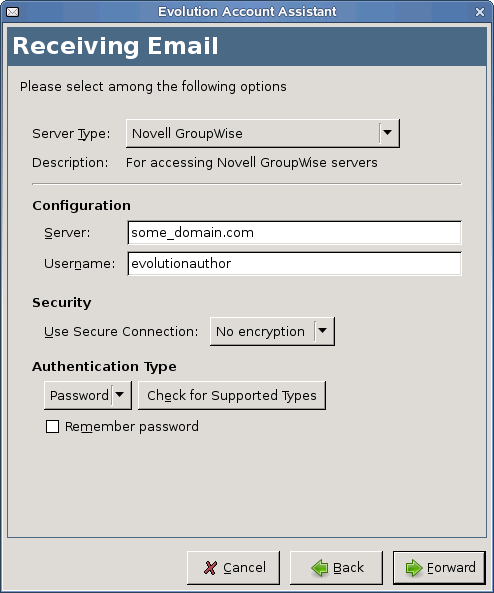 Evolution Account Assistant
Receiving Email
Please select among the following options
Server Type: Novell GroupWise
Description: For accessing Novell GroupWise servers
Configuration
Server: some_domain.com
Username: evolutionauthor
Security
Use Secure Connection: No encryption
Authentication Type
Password Check for Supported Types
Remember password
Cancel Back Forward